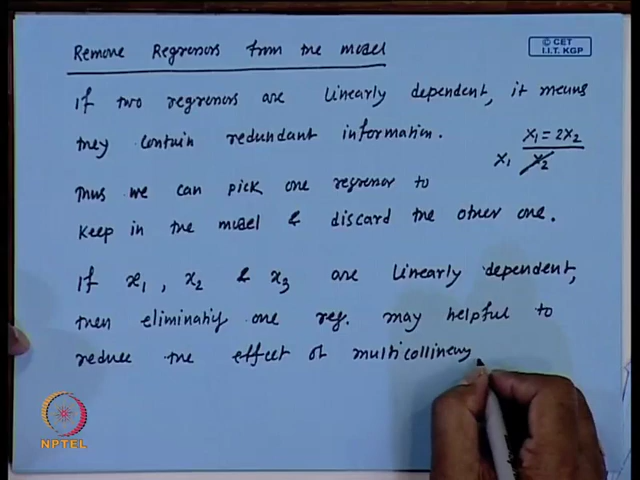 Remove Regressors from the model
© CET
I.I.T. KGP
If two regressors are linearly dependent, it means
they contain redundant information.
x₁ = 2x₂
x₁ x₂
Thus we can pick one regressor to
keep in the model & discard the other one.
If x₁, x₂ & x₃ are linearly dependent,
then eliminating one reg. may helpful to
reduce the effect of multicollinearity
NPTEL